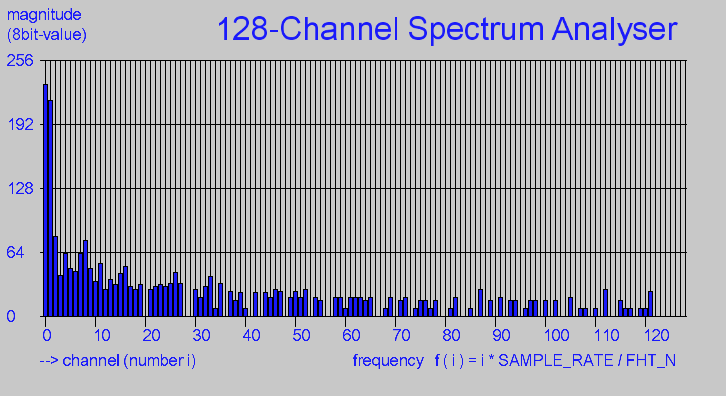 magnitude
(8bit-value)
128-Channel Spectrum Analyser
256
192
128
64
0
0 10 20 30 40 50 60 70 80 90 100 110 120
--> channel (number i) frequency f ( i ) = i * SAMPLE_RATE / FHT_N